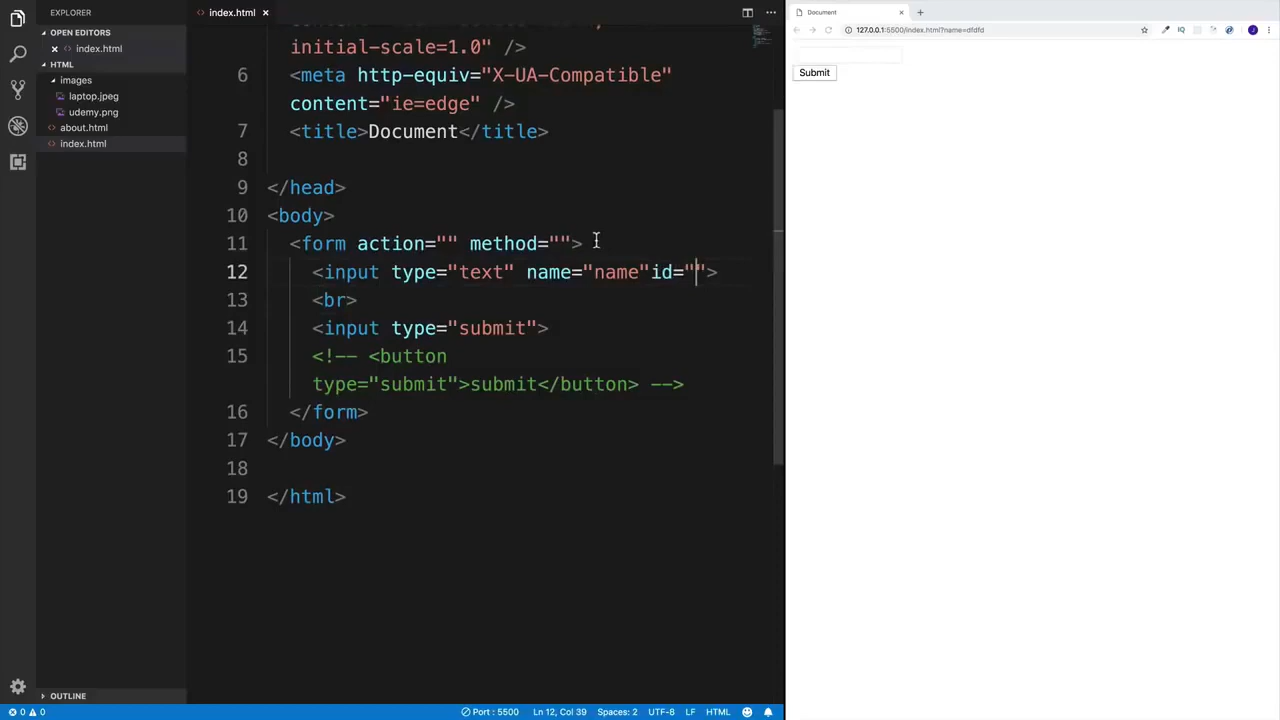 EXPLORER
OPEN EDITORS
index.html
HTML
images
laptop.jpeg
udemy.png
about.html
index.html
OUTLINE
index.html
initial-scale=1.0" />
6 <meta http-equiv="X-UA-Compatible"
content="ie=edge" />
7 <title>Document</title>
8
9 </head>
10 <body>
11 <form action="" method="">
12 <input type="text" name="name"id="">
13 <br>
14 <input type="submit">
15 <!-- <button
type="submit">submit</button> -->
16 </form>
17 </body>
18
19 </html>
Document
127.0.0.1:5500/index.html?name=dfdfd
IQ
J
Submit
0 0 Port : 5500 Ln 12, Col 39 Spaces: 2 UTF-8 LF HTML